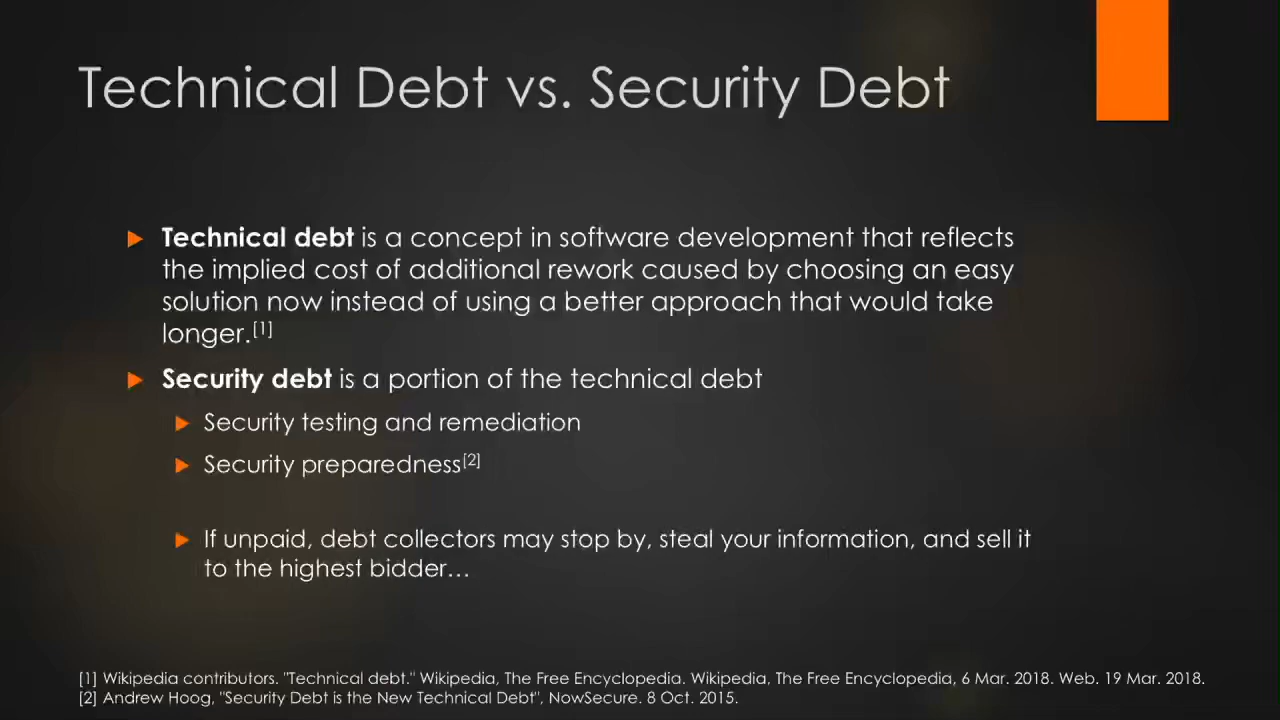 Technical Debt vs. Security Debt
Technical debt is a concept in software development that reflects
the implied cost of additional rework caused by choosing an easy
solution now instead of using a better approach that would take
longer.[1]
Security debt is a portion of the technical debt
Security testing and remediation
Security preparedness[2]
If unpaid, debt collectors may stop by, steal your information, and sell it
to the highest bidder…
[1] Wikipedia contributors. "Technical debt." Wikipedia, The Free Encyclopedia. Wikipedia, The Free Encyclopedia, 6 Mar. 2018. Web. 19 Mar. 2018.
[2] Andrew Hoog, "Security Debt is the New Technical Debt", NowSecure. 8 Oct. 2015.